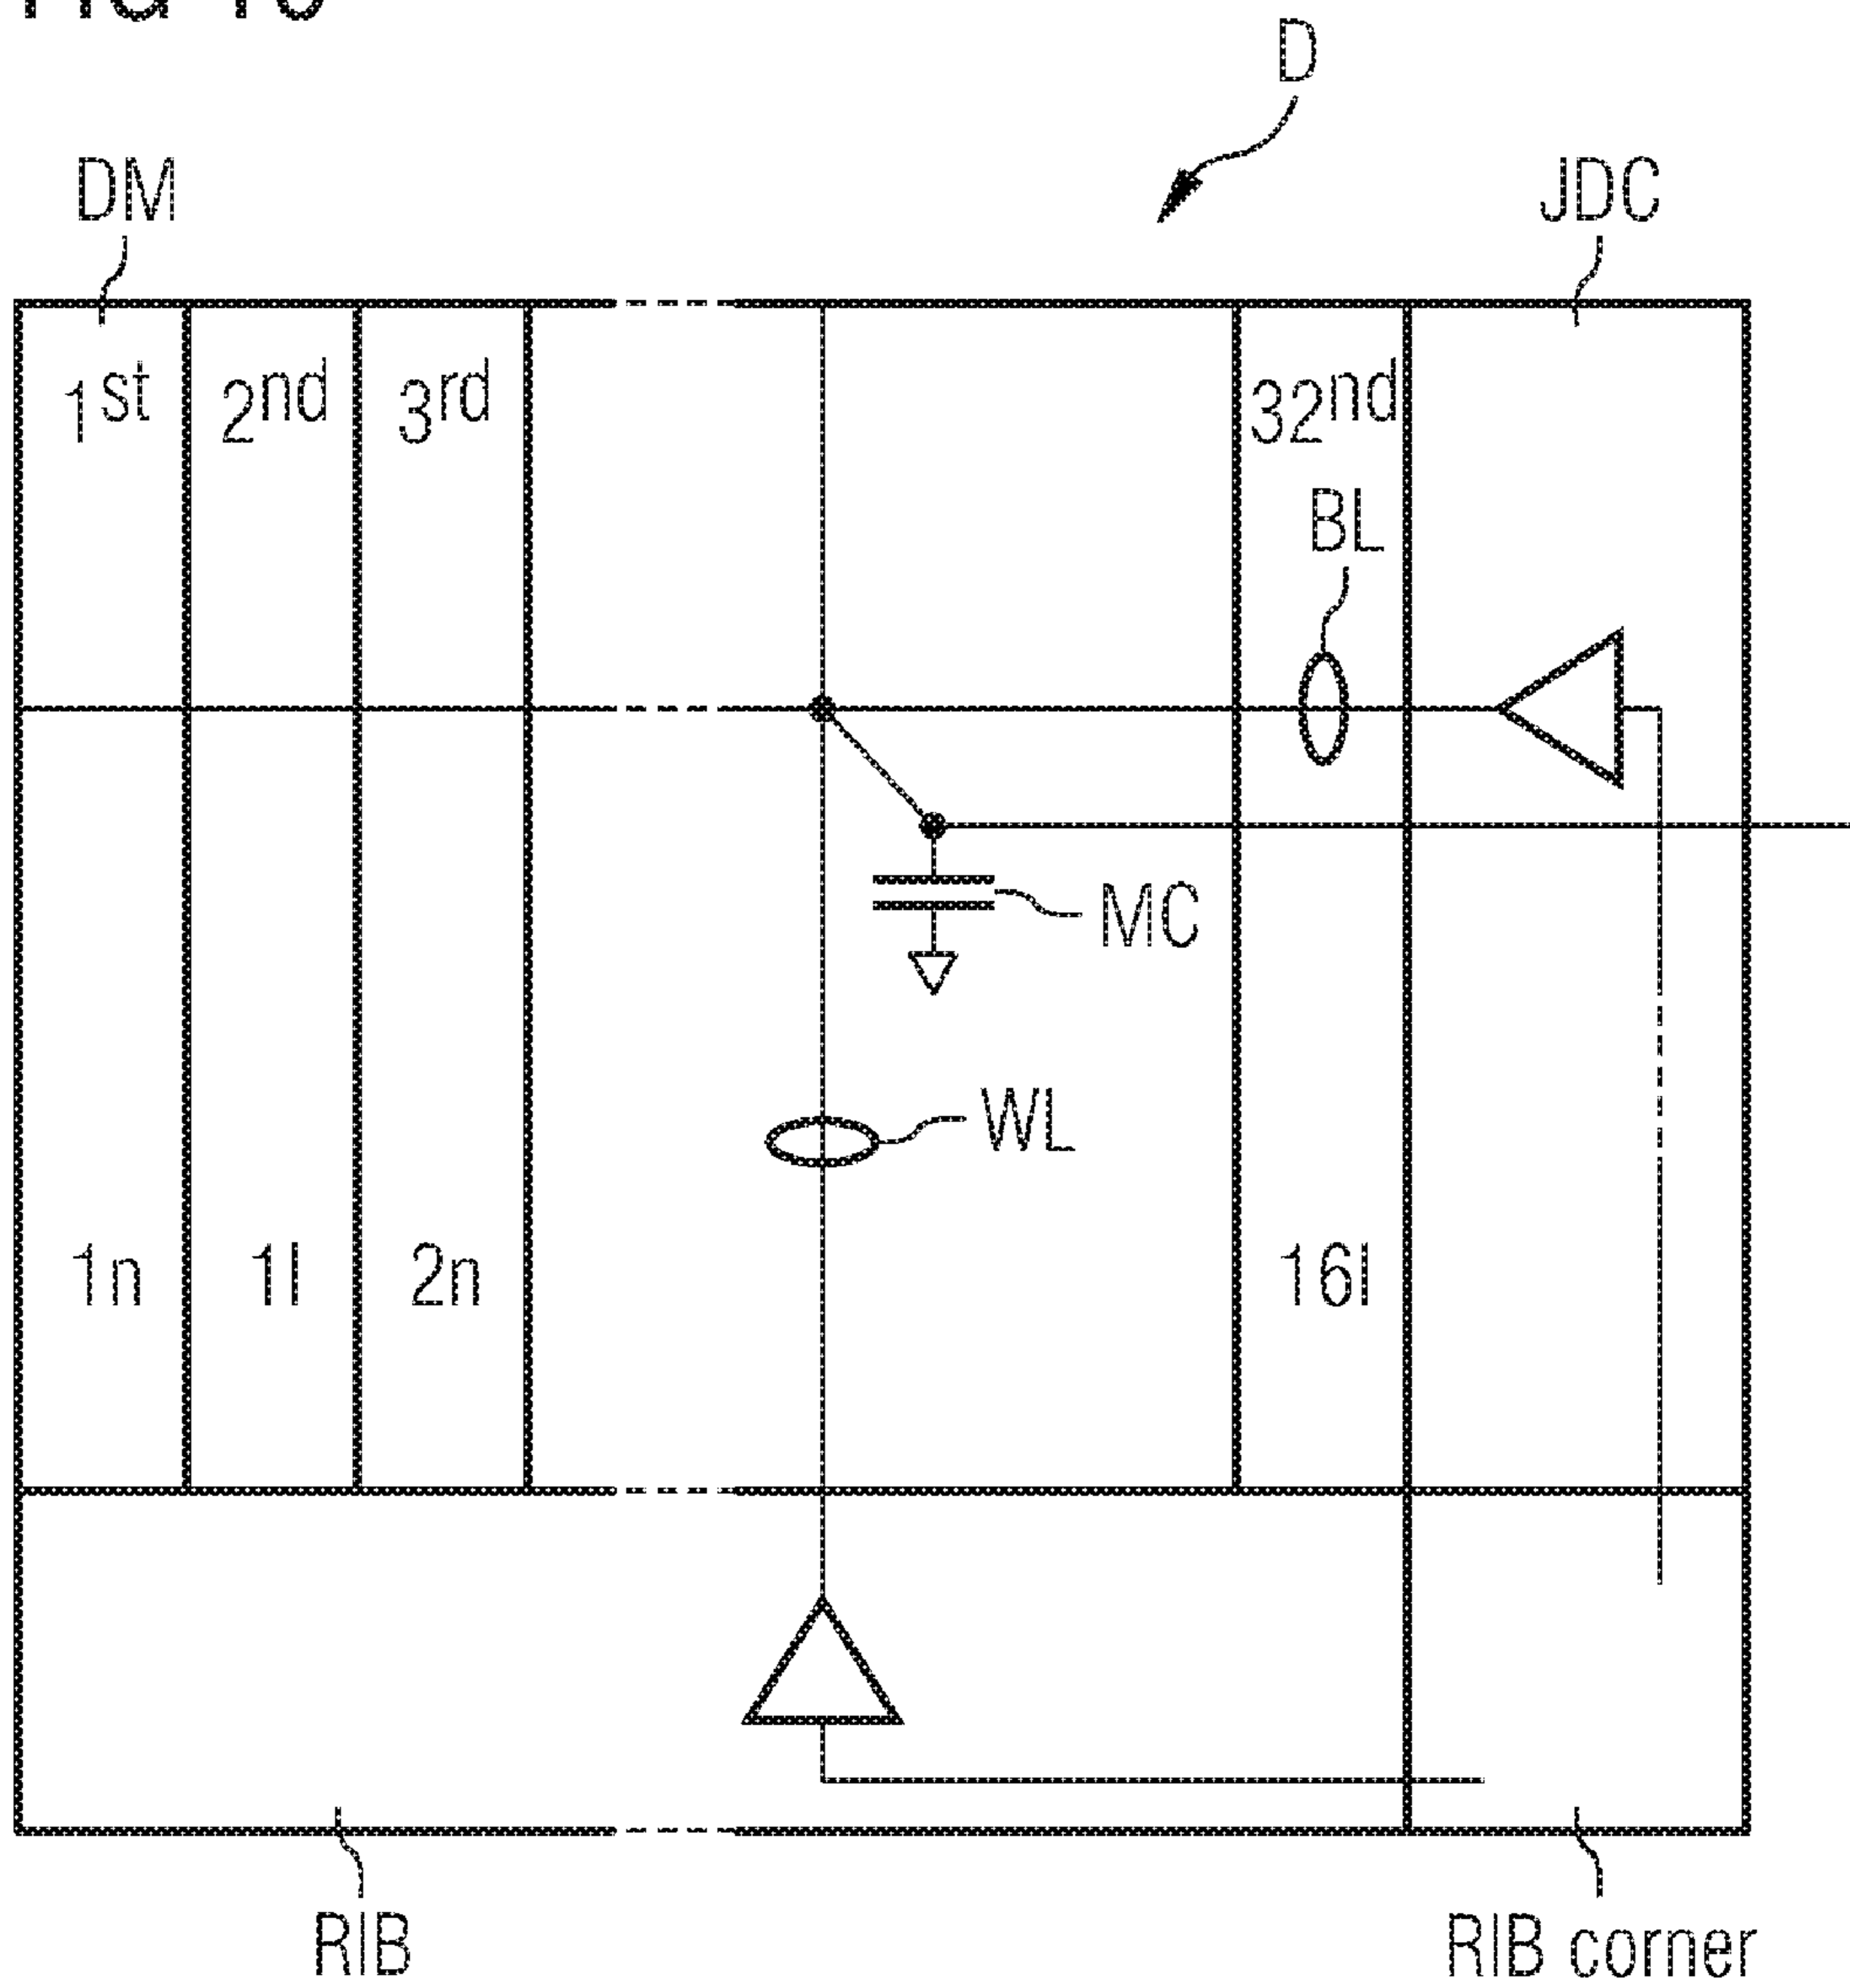 D
DM
JDC
1st
2nd
3rd
32nd
BL
MC
WL
1n
1l
2n
16l
RIB
RIB corner